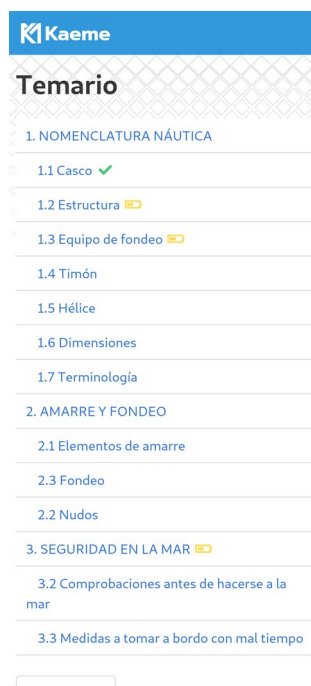 Kaeme
Temario
1. NOMENCLATURA NÁUTICA
1.1 Casco
1.2 Estructura
1.3 Equipo de fondeo
1.4 Timón
1.5 Hélice
1.6 Dimensiones
1.7 Terminología
2. AMARRE Y FONDEO
2.1 Elementos de amarre
2.3 Fondeo
2.2 Nudos
3. SEGURIDAD EN LA MAR
3.2 Comprobaciones antes de hacerse a la
mar
3.3 Medidas a tomar a bordo con mal tiempo